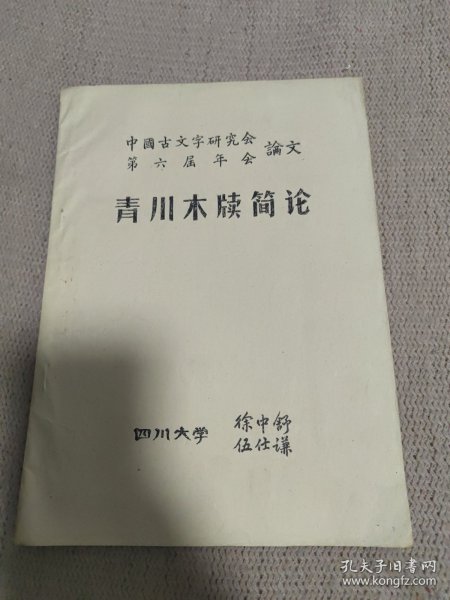 中國古文字研究会
第六届年会 論文
青川木牍简论
四川大学 徐中舒
伍仕谦
孔夫子旧书网
www.kongfz.com